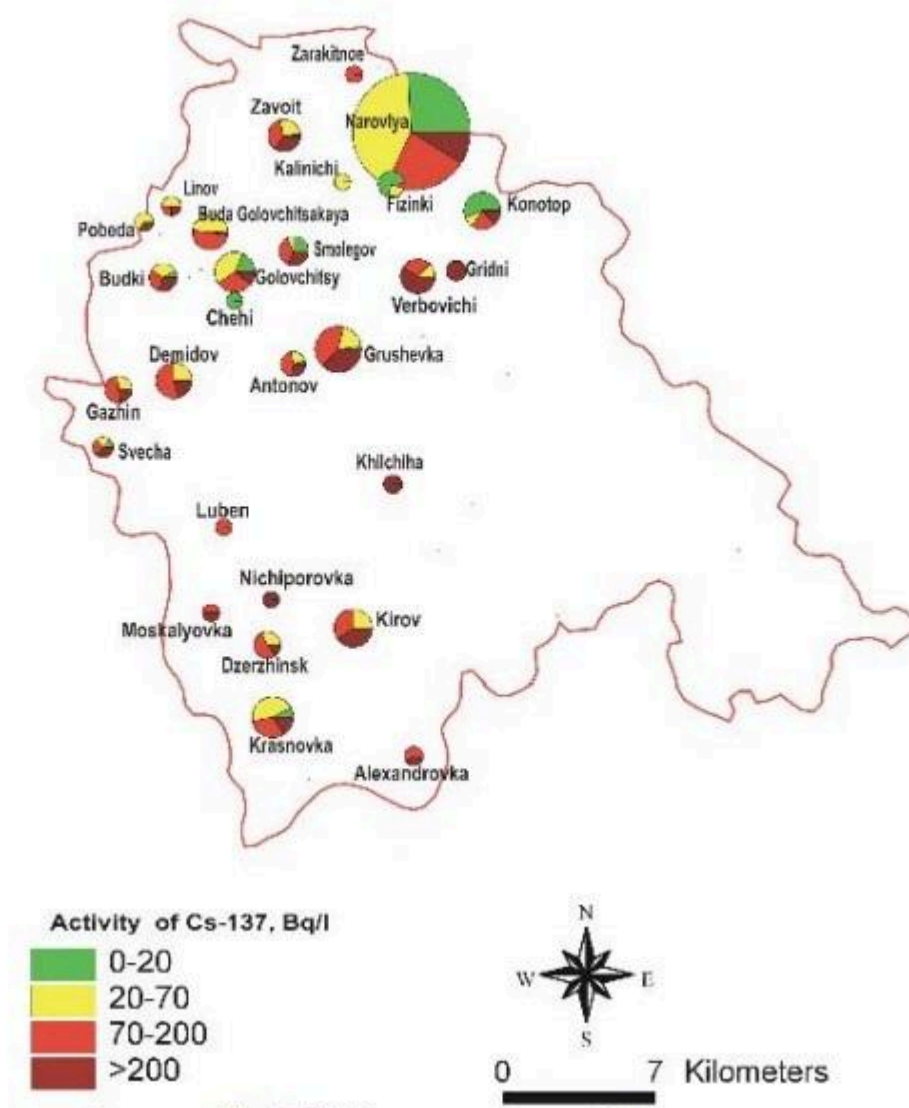 Zarakitnoe
Zavoit
Narovlya
Kalinichi
Linov
Fizinki
Konotop
Pobeda
Buda Golovchitsakaya
Smolegov
Budki
Golovchitsy
Gridni
Verbovichi
Chehi
Demidov
Grushevka
Antonov
Gazhin
Svecha
Khilchiha
Luben
Nichiporovka
Moskalyovka
Kirov
Dzerzhinsk
Krasnovka
Alexandrovka
Activity of Cs-137, Bq/l
0-20
20-70
70-200
>200
N
W E
S
0 7 Kilometers